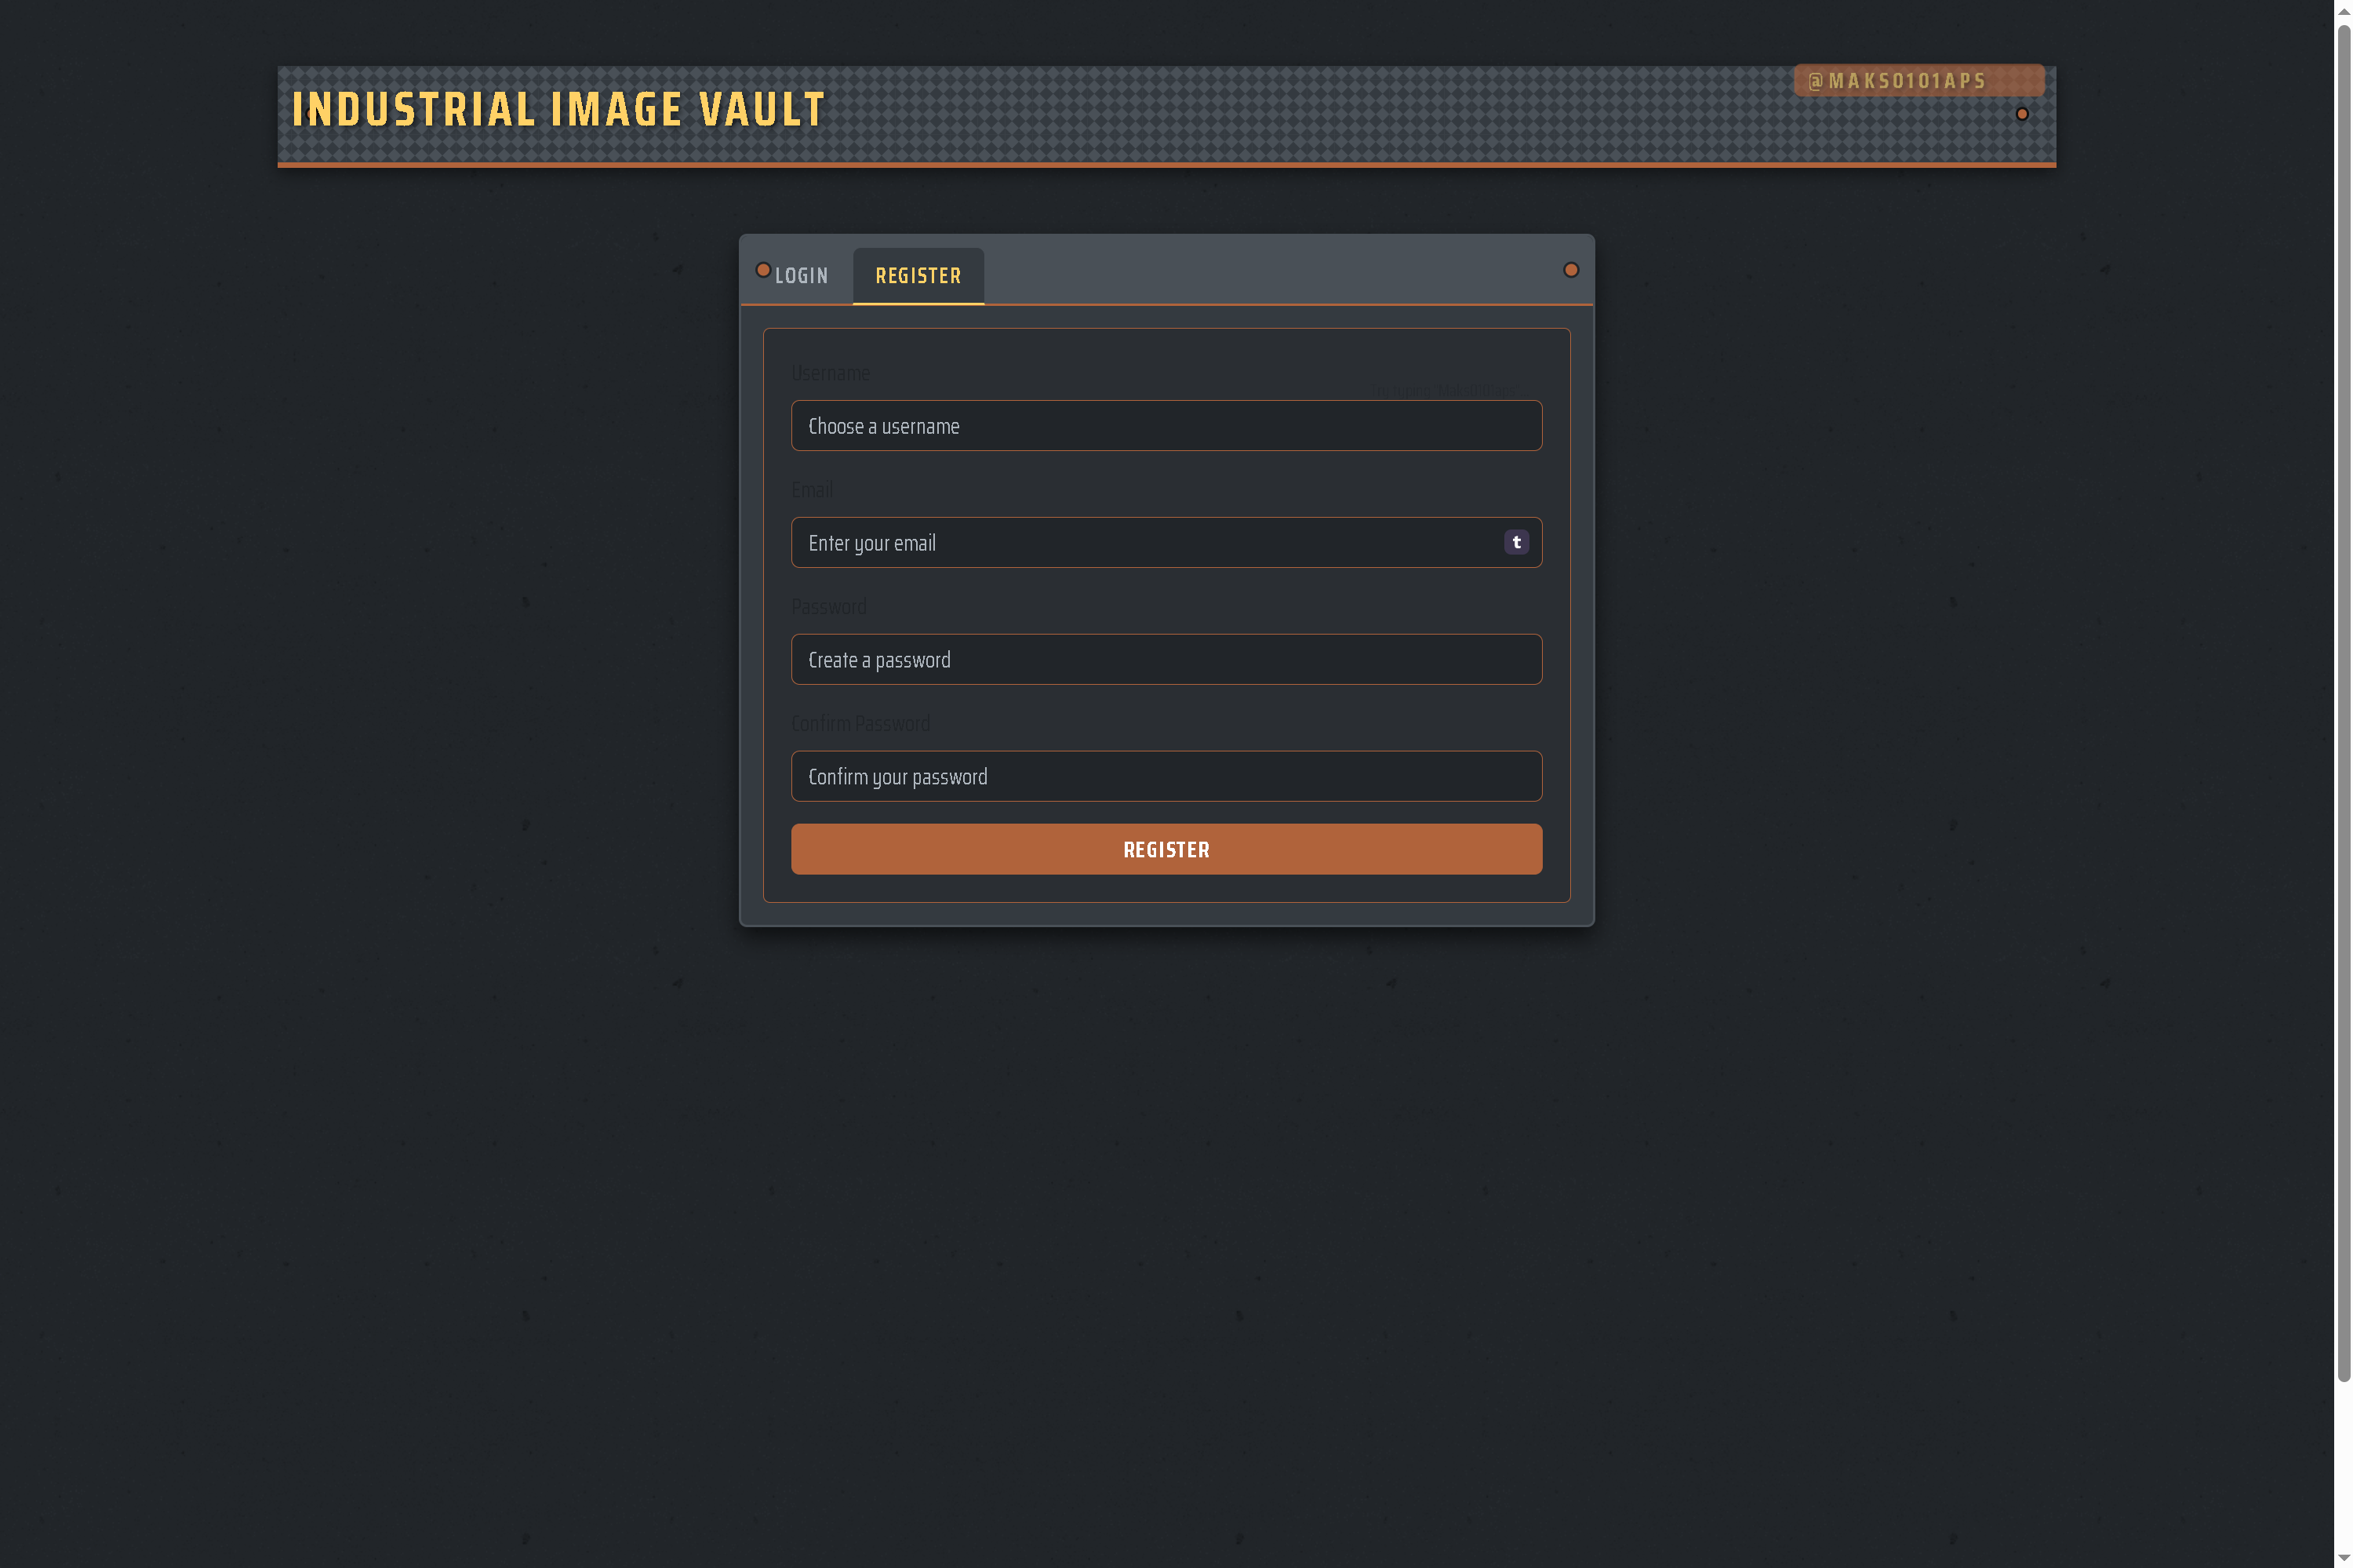 @MAKS0101APS
INDUSTRIAL IMAGE VAULT
LOGIN
REGISTER
Username
Choose a username
Email
Enter your email
t
Password
Create a password
Confirm Password
Confirm your password
REGISTER